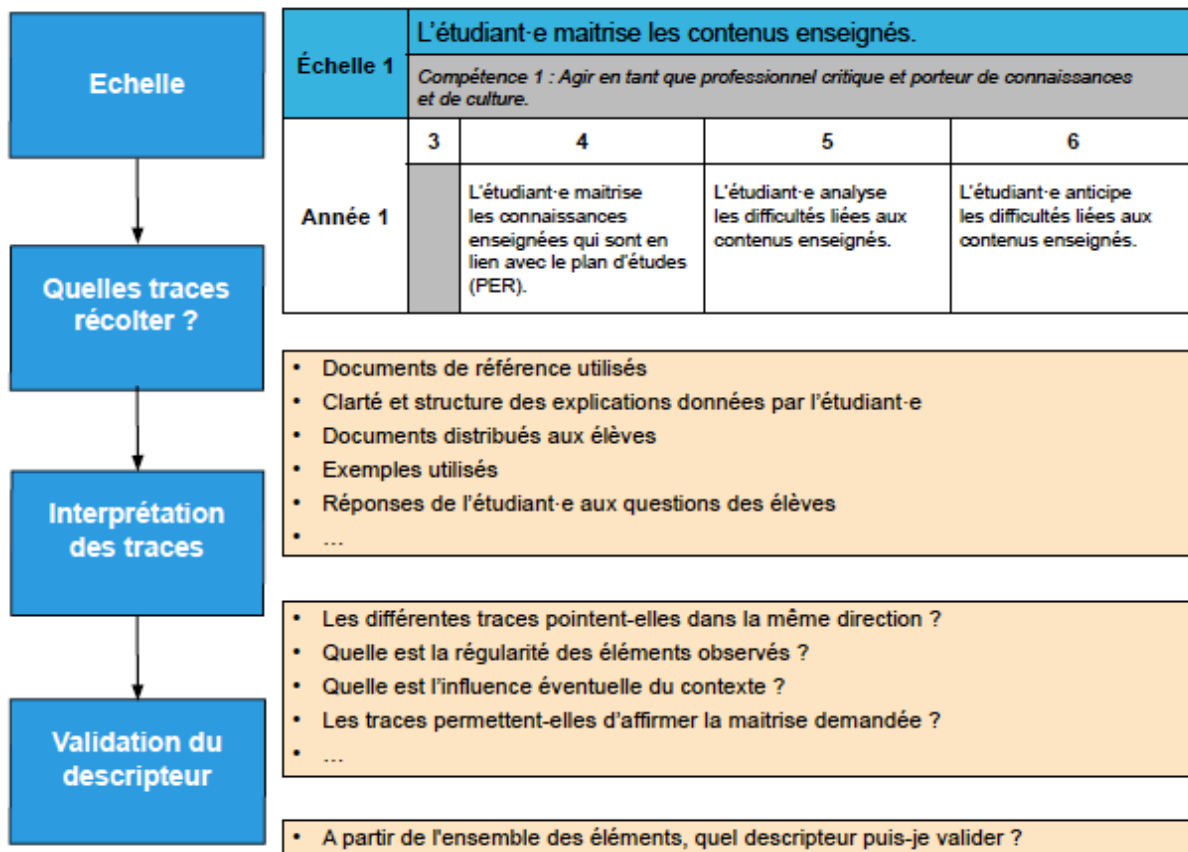 Echelle
Quelles traces
récolter ?
Interprétation
des traces
Validation du
descripteur
Échelle 1
L'étudiant·e maitrise les contenus enseignés.
Compétence 1 : Agir en tant que professionnel critique et porteur de connaissances
et de culture.
Année 1
3
4
5
6
L'étudiant·e maitrise
les connaissances
enseignées qui sont en
lien avec le plan d'études
(PER).
L'étudiant·e analyse
les difficultés liées aux
contenus enseignés.
L'étudiant·e anticipe
les difficultés liées aux
contenus enseignés.
• Documents de référence utilisés
• Clarté et structure des explications données par l'étudiant·e
• Documents distribués aux élèves
• Exemples utilisés
• Réponses de l'étudiant·e aux questions des élèves
• …
• Les différentes traces pointent-elles dans la même direction ?
• Quelle est la régularité des éléments observés ?
• Quelle est l'influence éventuelle du contexte ?
• Les traces permettent-elles d'affirmer la maitrise demandée ?
• …
• A partir de l'ensemble des éléments, quel descripteur puis-je valider ?